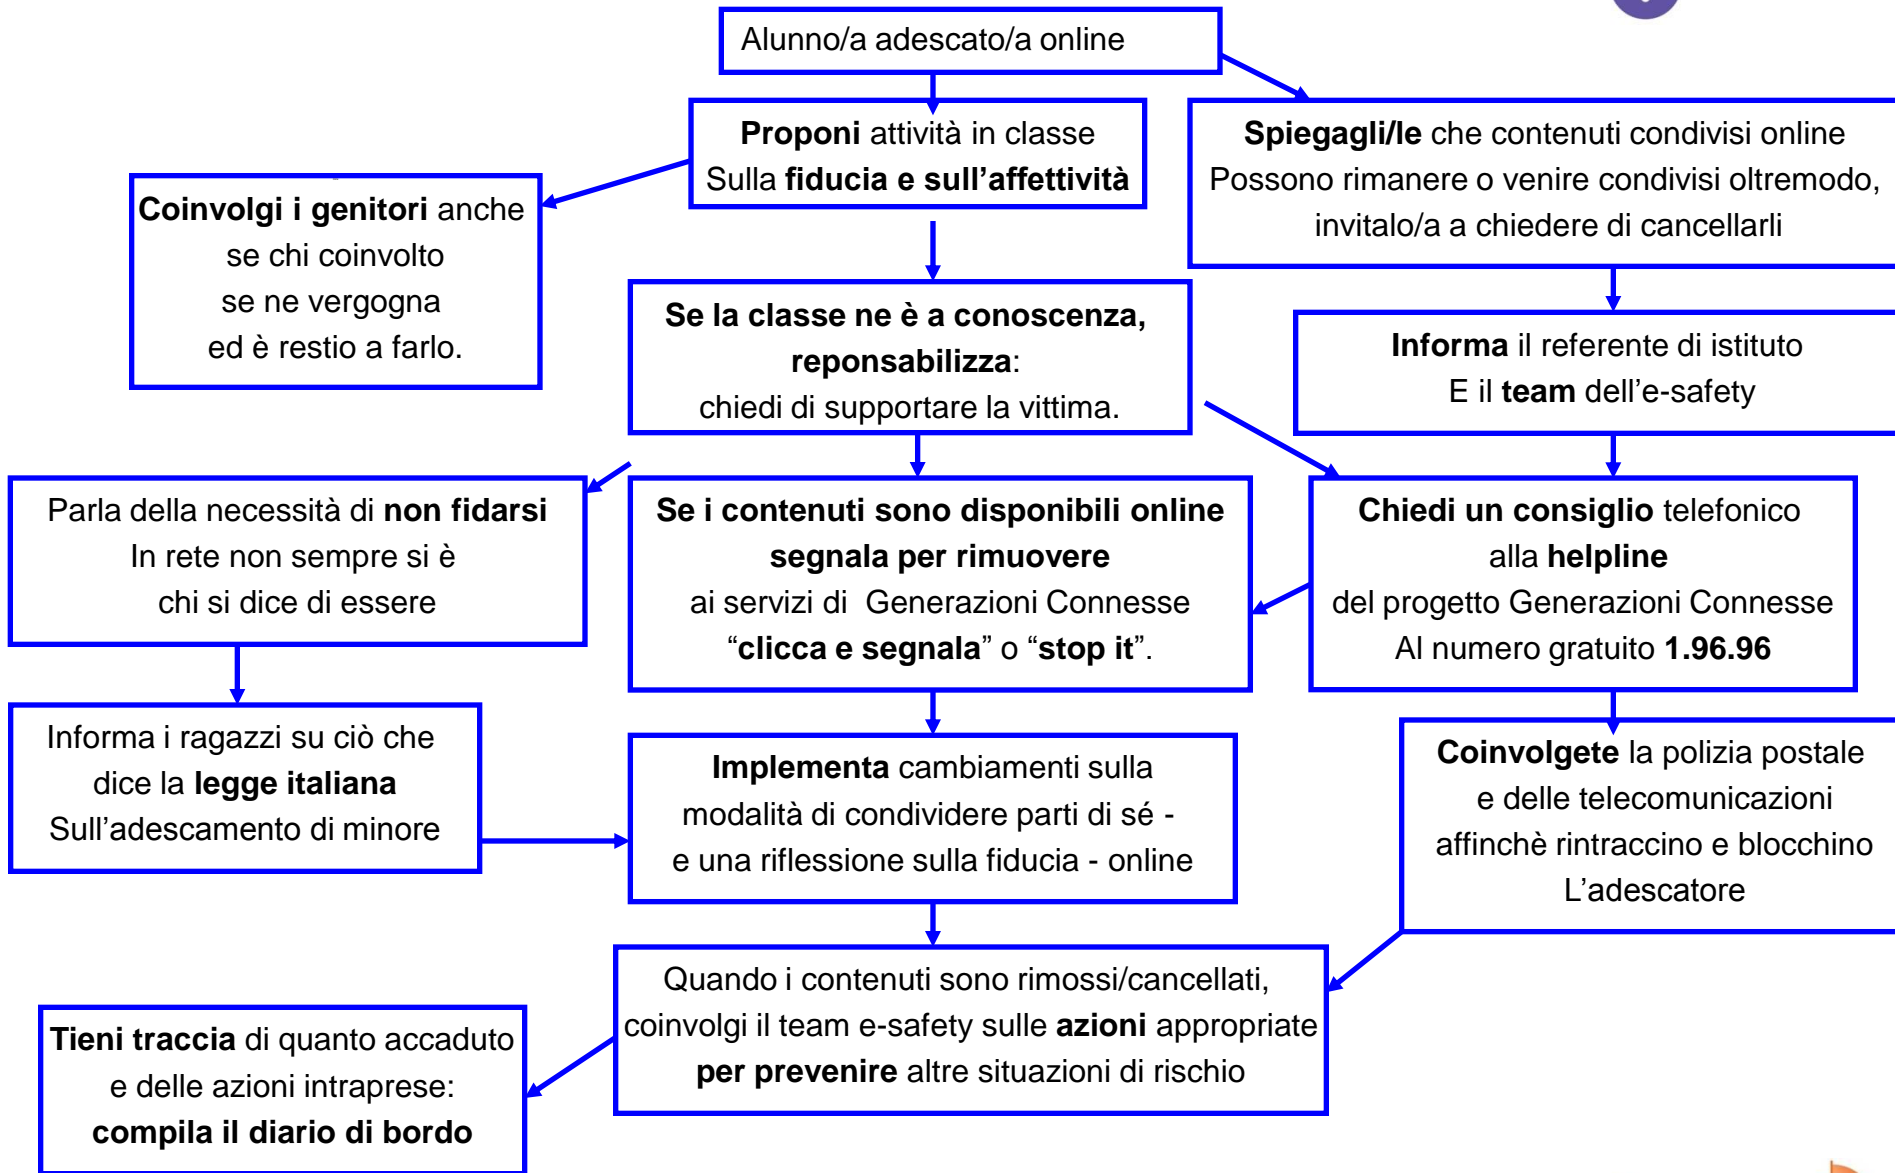 Alunno/a adescato/a online
Proponi attività in classe
Sulla fiducia e sull'affettività
Spiegagli/le che contenuti condivisi online
Possono rimanere o venire condivisi oltremodo,
invitalo/a a chiedere di cancellarli
Coinvolgi i genitori anche
se chi coinvolto
se ne vergogna
ed è restio a farlo.
Se la classe ne è a conoscenza,
reponsabilizza:
chiedi di supportare la vittima.
Informa il referente di istituto
E il team dell'e-safety
Parla della necessità di non fidarsi
In rete non sempre si è
chi si dice di essere
Se i contenuti sono disponibili online
segnala per rimuovere
ai servizi di Generazioni Connesse
“clicca e segnala” o “stop it”.
Chiedi un consiglio telefonico
alla helpline
del progetto Generazioni Connesse
Al numero gratuito 1.96.96
Informa i ragazzi su ciò che
dice la legge italiana
Sull'adescamento di minore
Implementa cambiamenti sulla
modalità di condividere parti di sé -
e una riflessione sulla fiducia - online
Coinvolgete la polizia postale
e delle telecomunicazioni
affinchè rintraccino e blocchino
L'adescatore
Quando i contenuti sono rimossi/cancellati,
coinvolgi il team e-safety sulle azioni appropriate
per prevenire altre situazioni di rischio
Tieni traccia di quanto accaduto
e delle azioni intraprese:
compila il diario di bordo